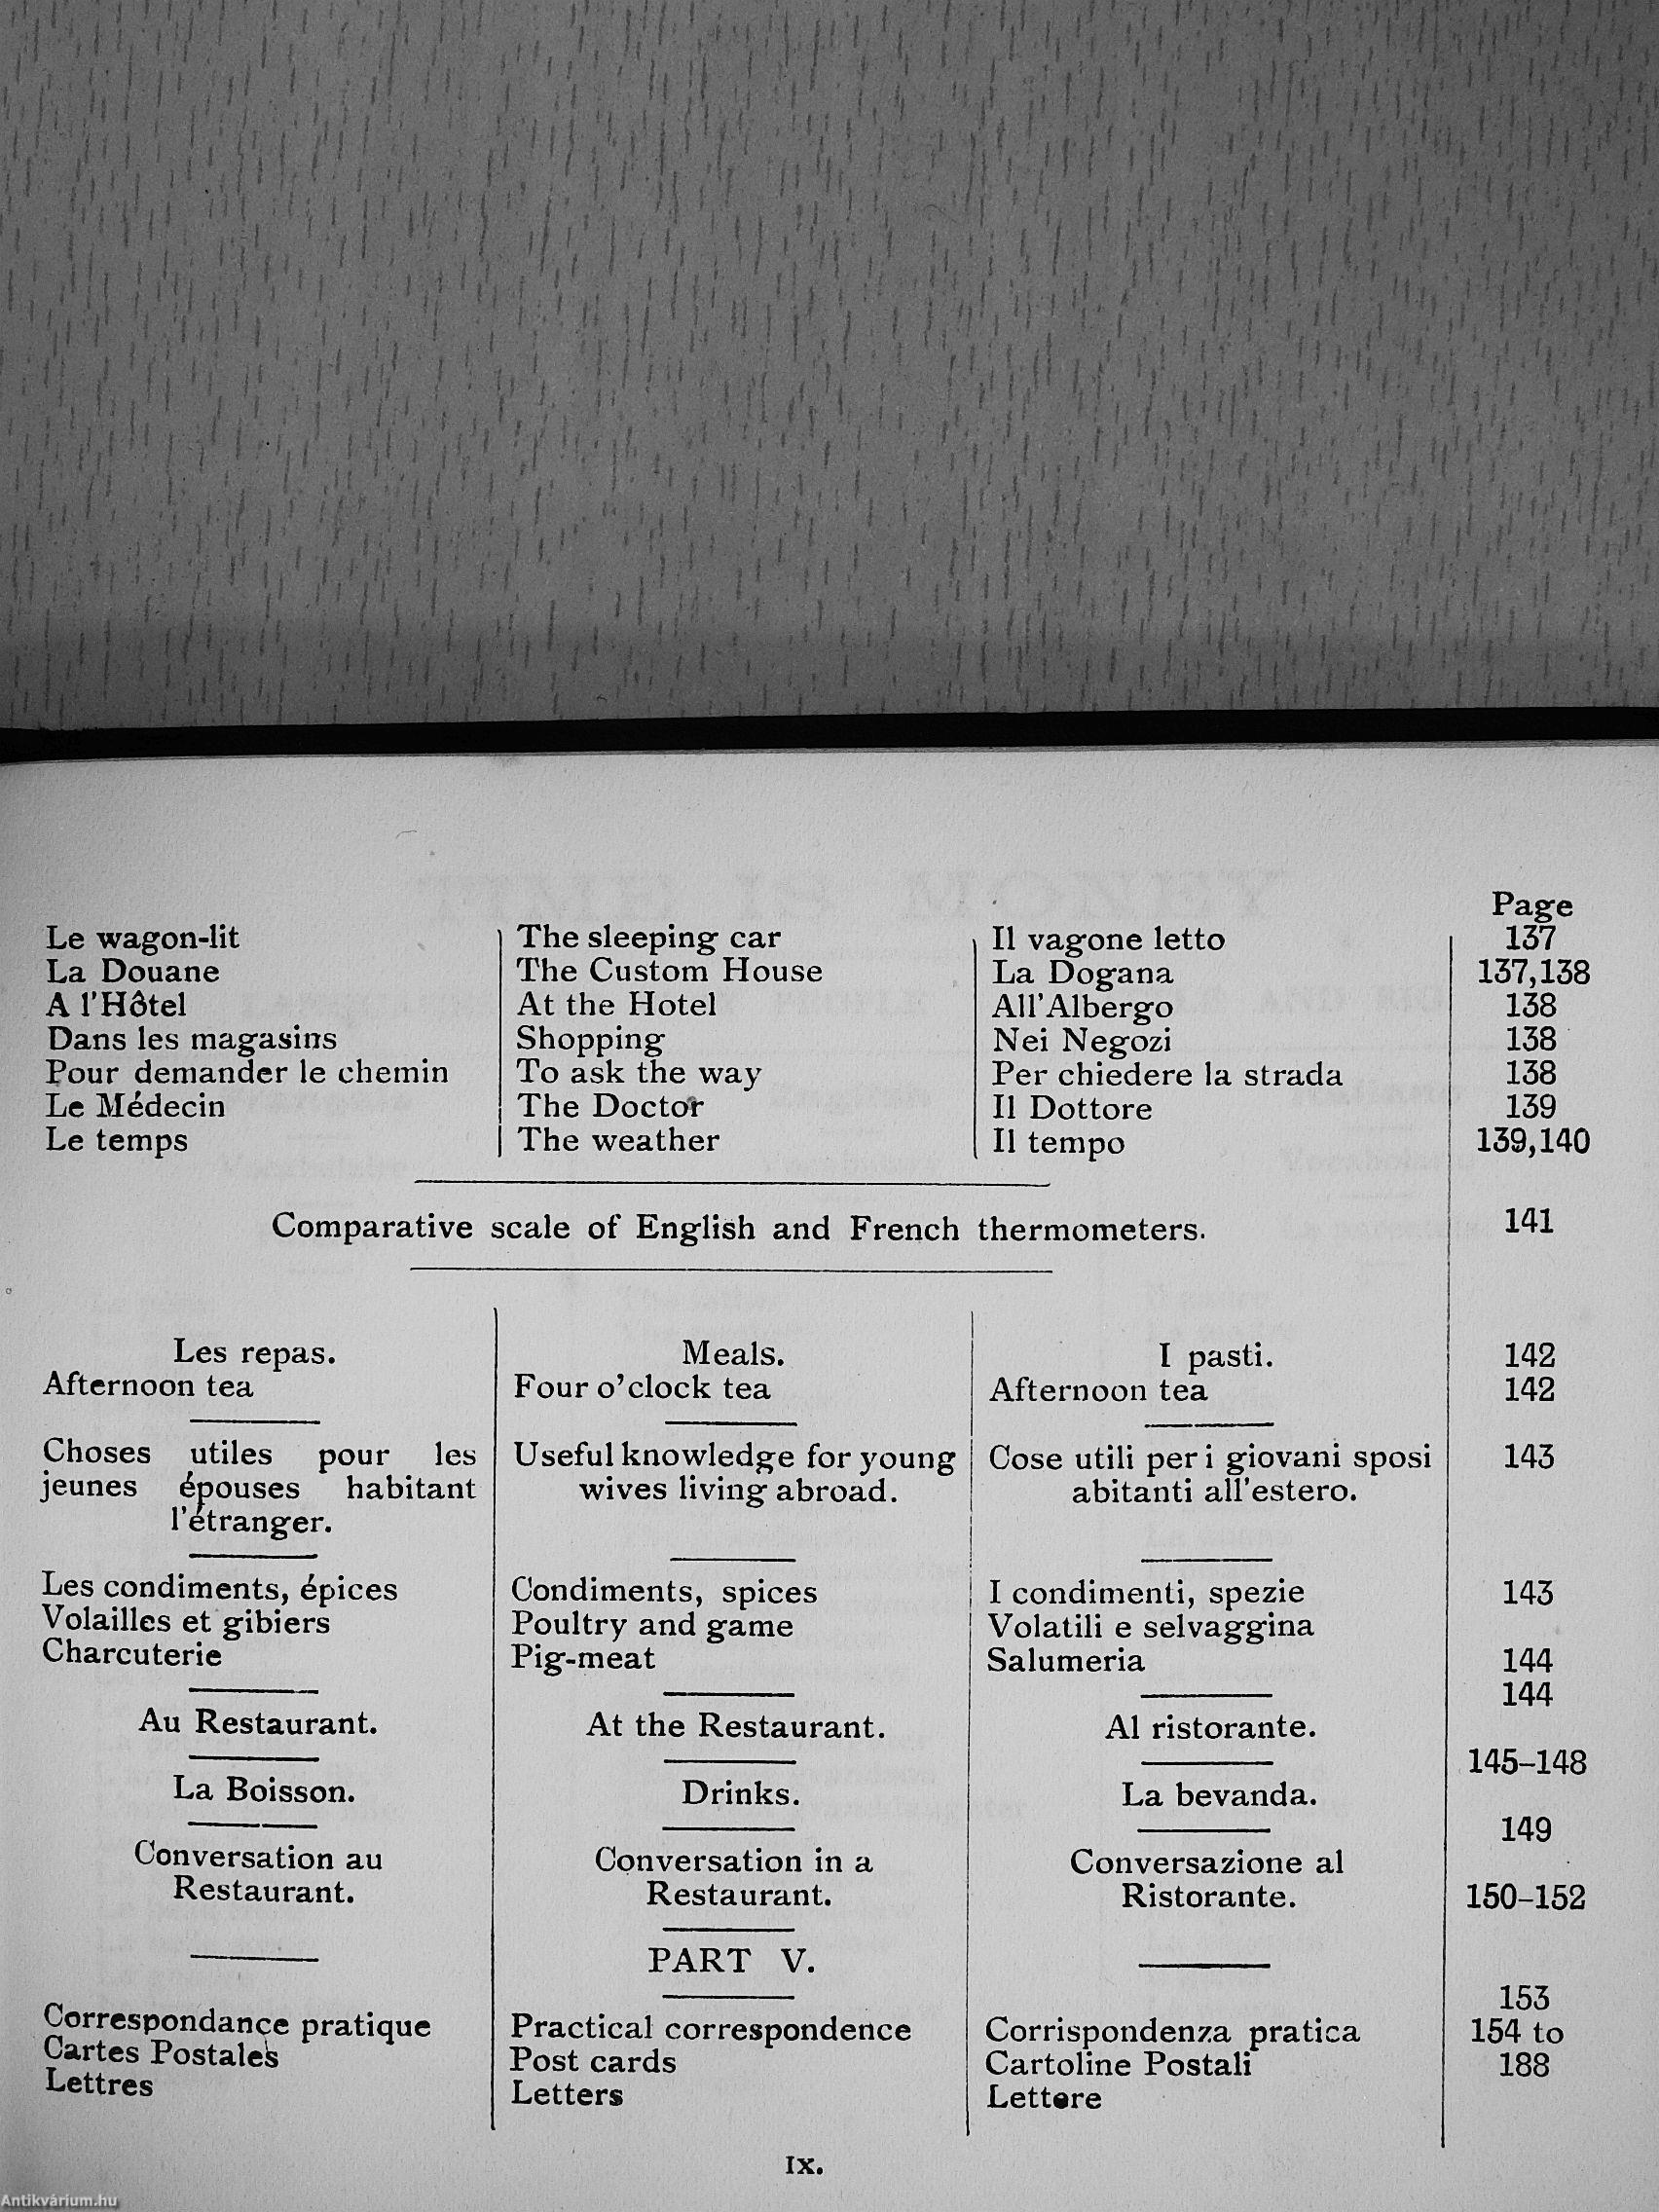 Page
Le wagon-lit The sleeping car Il vagone letto 137
La Douane The Custom House La Dogana 137,138
A l'Hôtel At the Hotel All'Albergo 138
Dans les magasins Shopping Nei Negozi 138
Pour demander le chemin To ask the way Per chiedere la strada 138
Le Médecin The Doctor Il Dottore 139
Le temps The weather Il tempo 139,140
Comparative scale of English and French thermometers. 141
Les repas. Meals. I pasti. 142
Afternoon tea Four o'clock tea Afternoon tea 142
Choses utiles pour les Useful knowledge for young Cose utili per i giovani sposi 143
jeunes épouses habitant wives living abroad. abitanti all'estero.
l'étranger.
Les condiments, épices Condiments, spices I condimenti, spezie 143
Volailles et gibiers Poultry and game Volatili e selvaggina
Charcuterie Pig-meat Salumeria 144
144
Au Restaurant. At the Restaurant. Al ristorante.
145–148
La Boisson. Drinks. La bevanda.
149
Conversation au Conversation in a Conversazione al
Restaurant. Restaurant. Ristorante. 150–152
PART V.
153
Correspondance pratique Practical correspondence Corrispondenza pratica 154 to
Cartes Postales Post cards Cartoline Postali 188
Lettres Letters Lettere
IX.
Antikvárium.hu